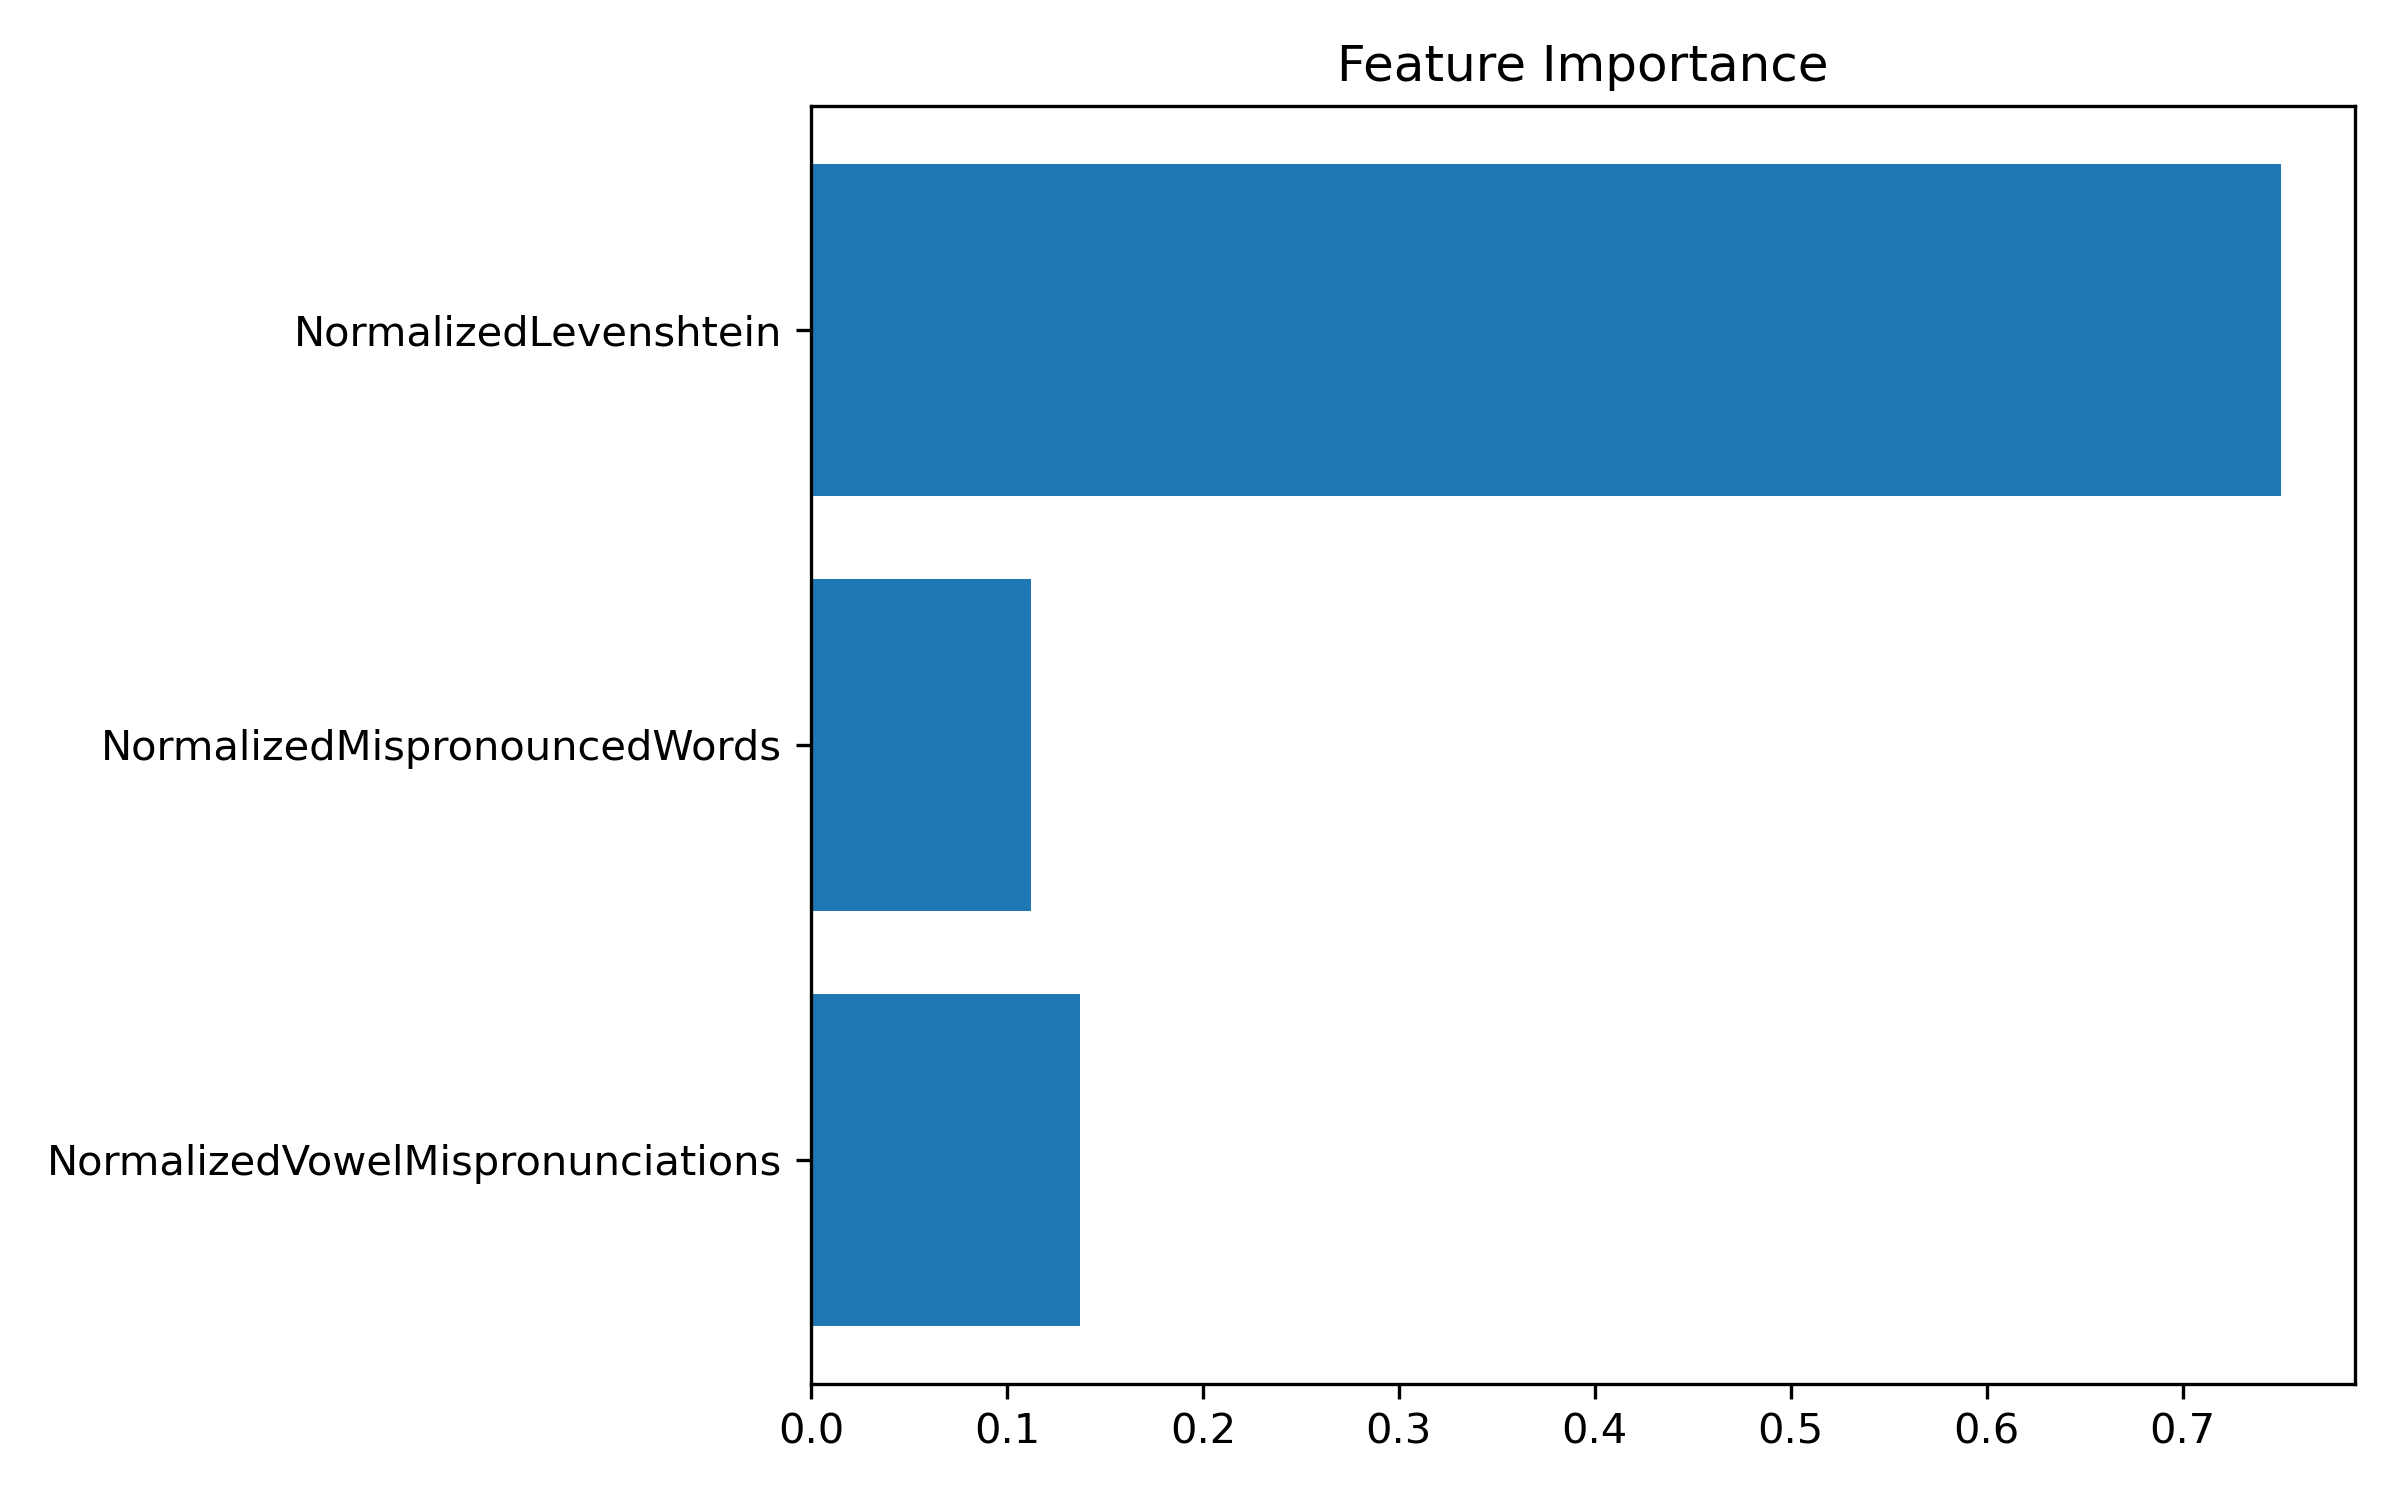 Feature Importance
NormalizedLevenshtein
NormalizedMispronouncedWords
NormalizedVowelMispronunciations
0.0 0.1 0.2 0.3 0.4 0.5 0.6 0.7